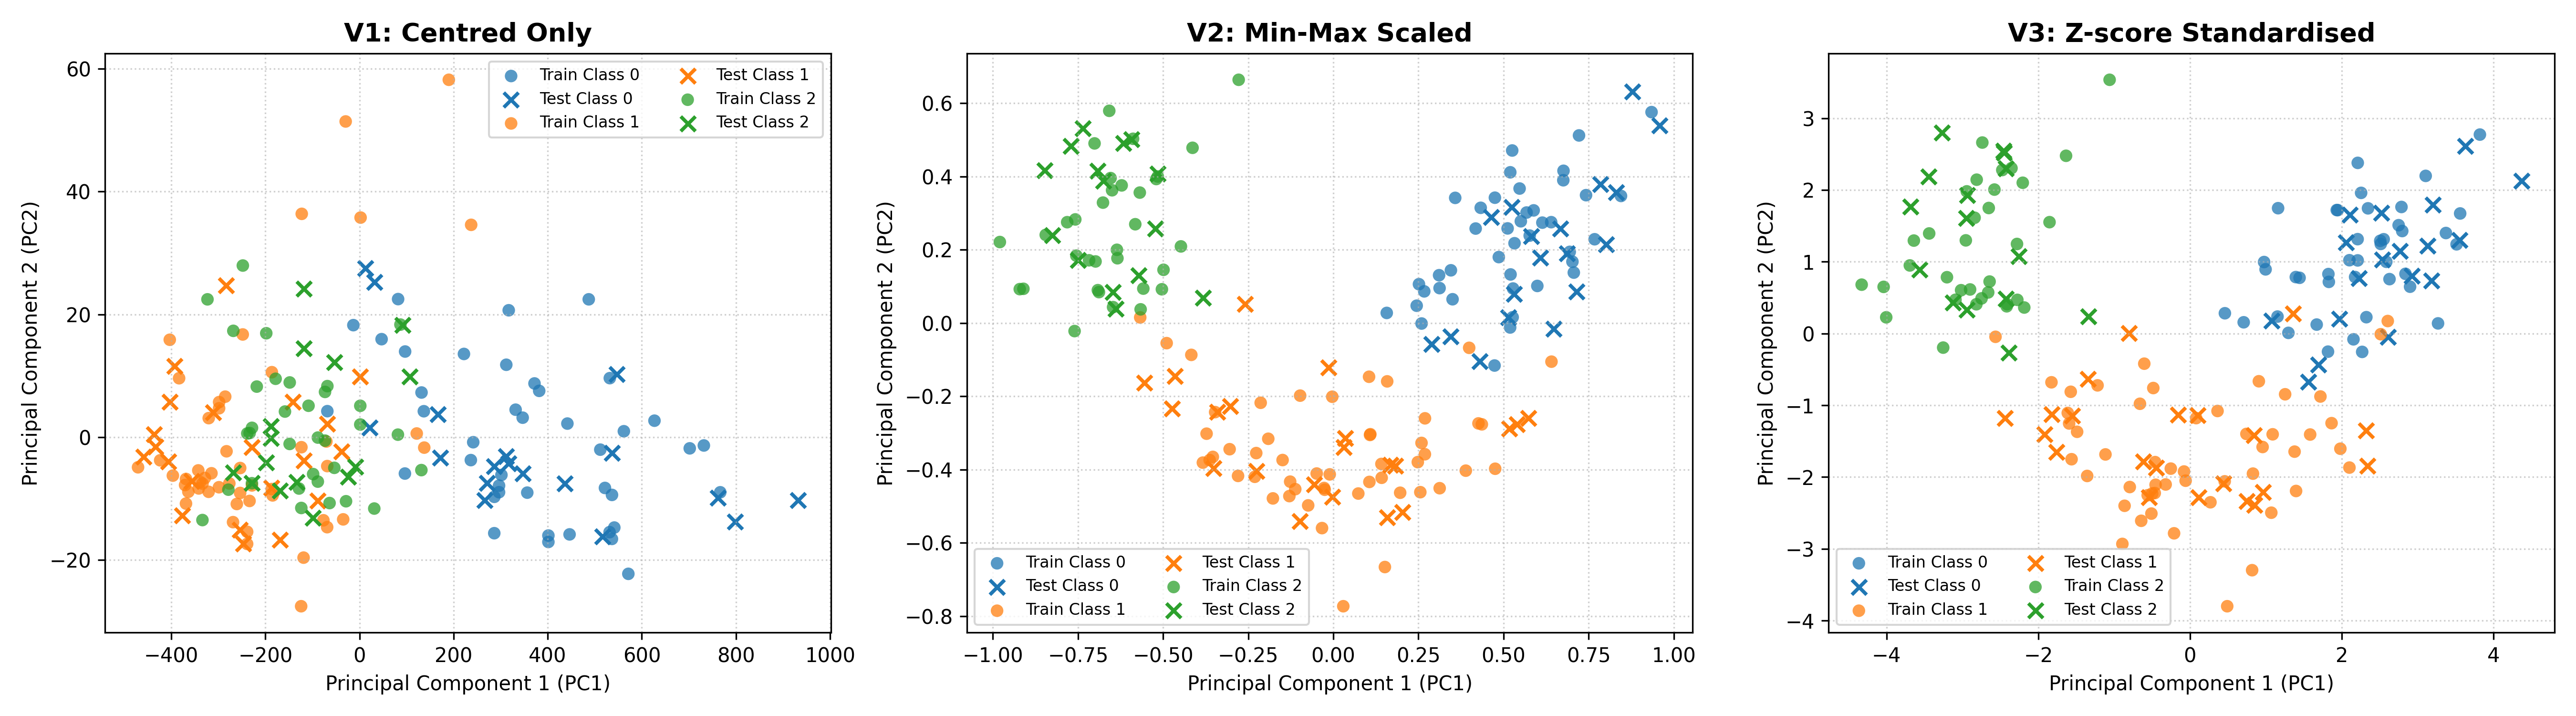 V1: Centred Only
60
40
20
0
−20
−400
−200
0
200
400
600
800
1000
Principal Component 1 (PC1)
Principal Component 2 (PC2)
Train Class 0
Test Class 0
Train Class 1
Test Class 1
Train Class 2
Test Class 2
V2: Min-Max Scaled
0.6
0.4
0.2
0.0
−0.2
−0.4
−0.6
−0.8
−1.00
−0.75
−0.50
−0.25
0.00
0.25
0.50
0.75
1.00
Principal Component 1 (PC1)
Principal Component 2 (PC2)
Train Class 0
Test Class 0
Train Class 1
Test Class 1
Train Class 2
Test Class 2
V3: Z-score Standardised
3
2
1
0
−1
−2
−3
−4
−4
−2
0
2
4
Principal Component 1 (PC1)
Principal Component 2 (PC2)
Train Class 0
Test Class 0
Train Class 1
Test Class 1
Train Class 2
Test Class 2